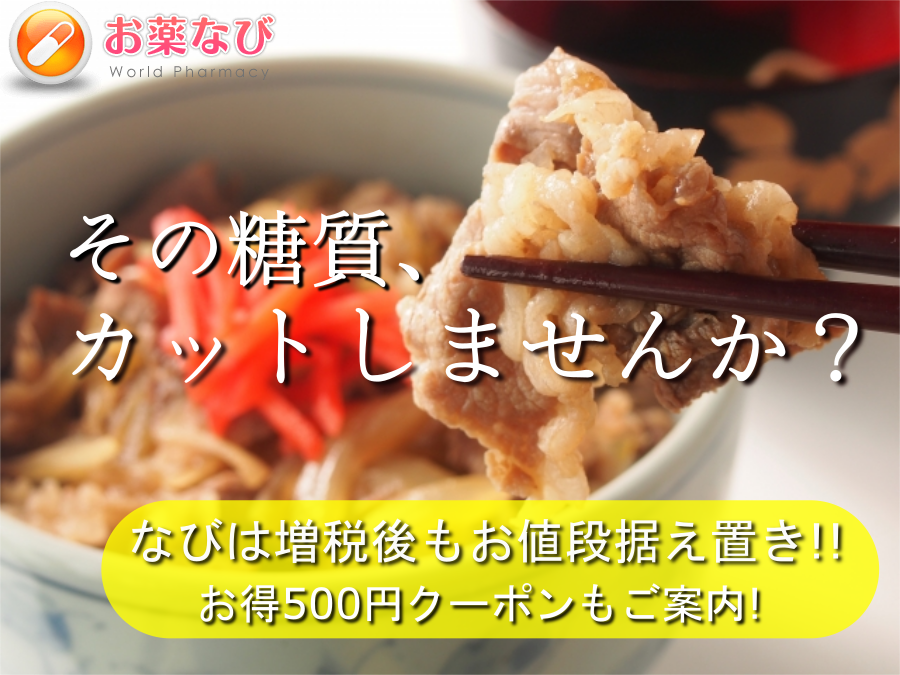 お薬なび
World Pharmacy
その糖質、
カットしませんか？
なびは増税後もお値段据え置き!!
お得500円クーポンもご案内!